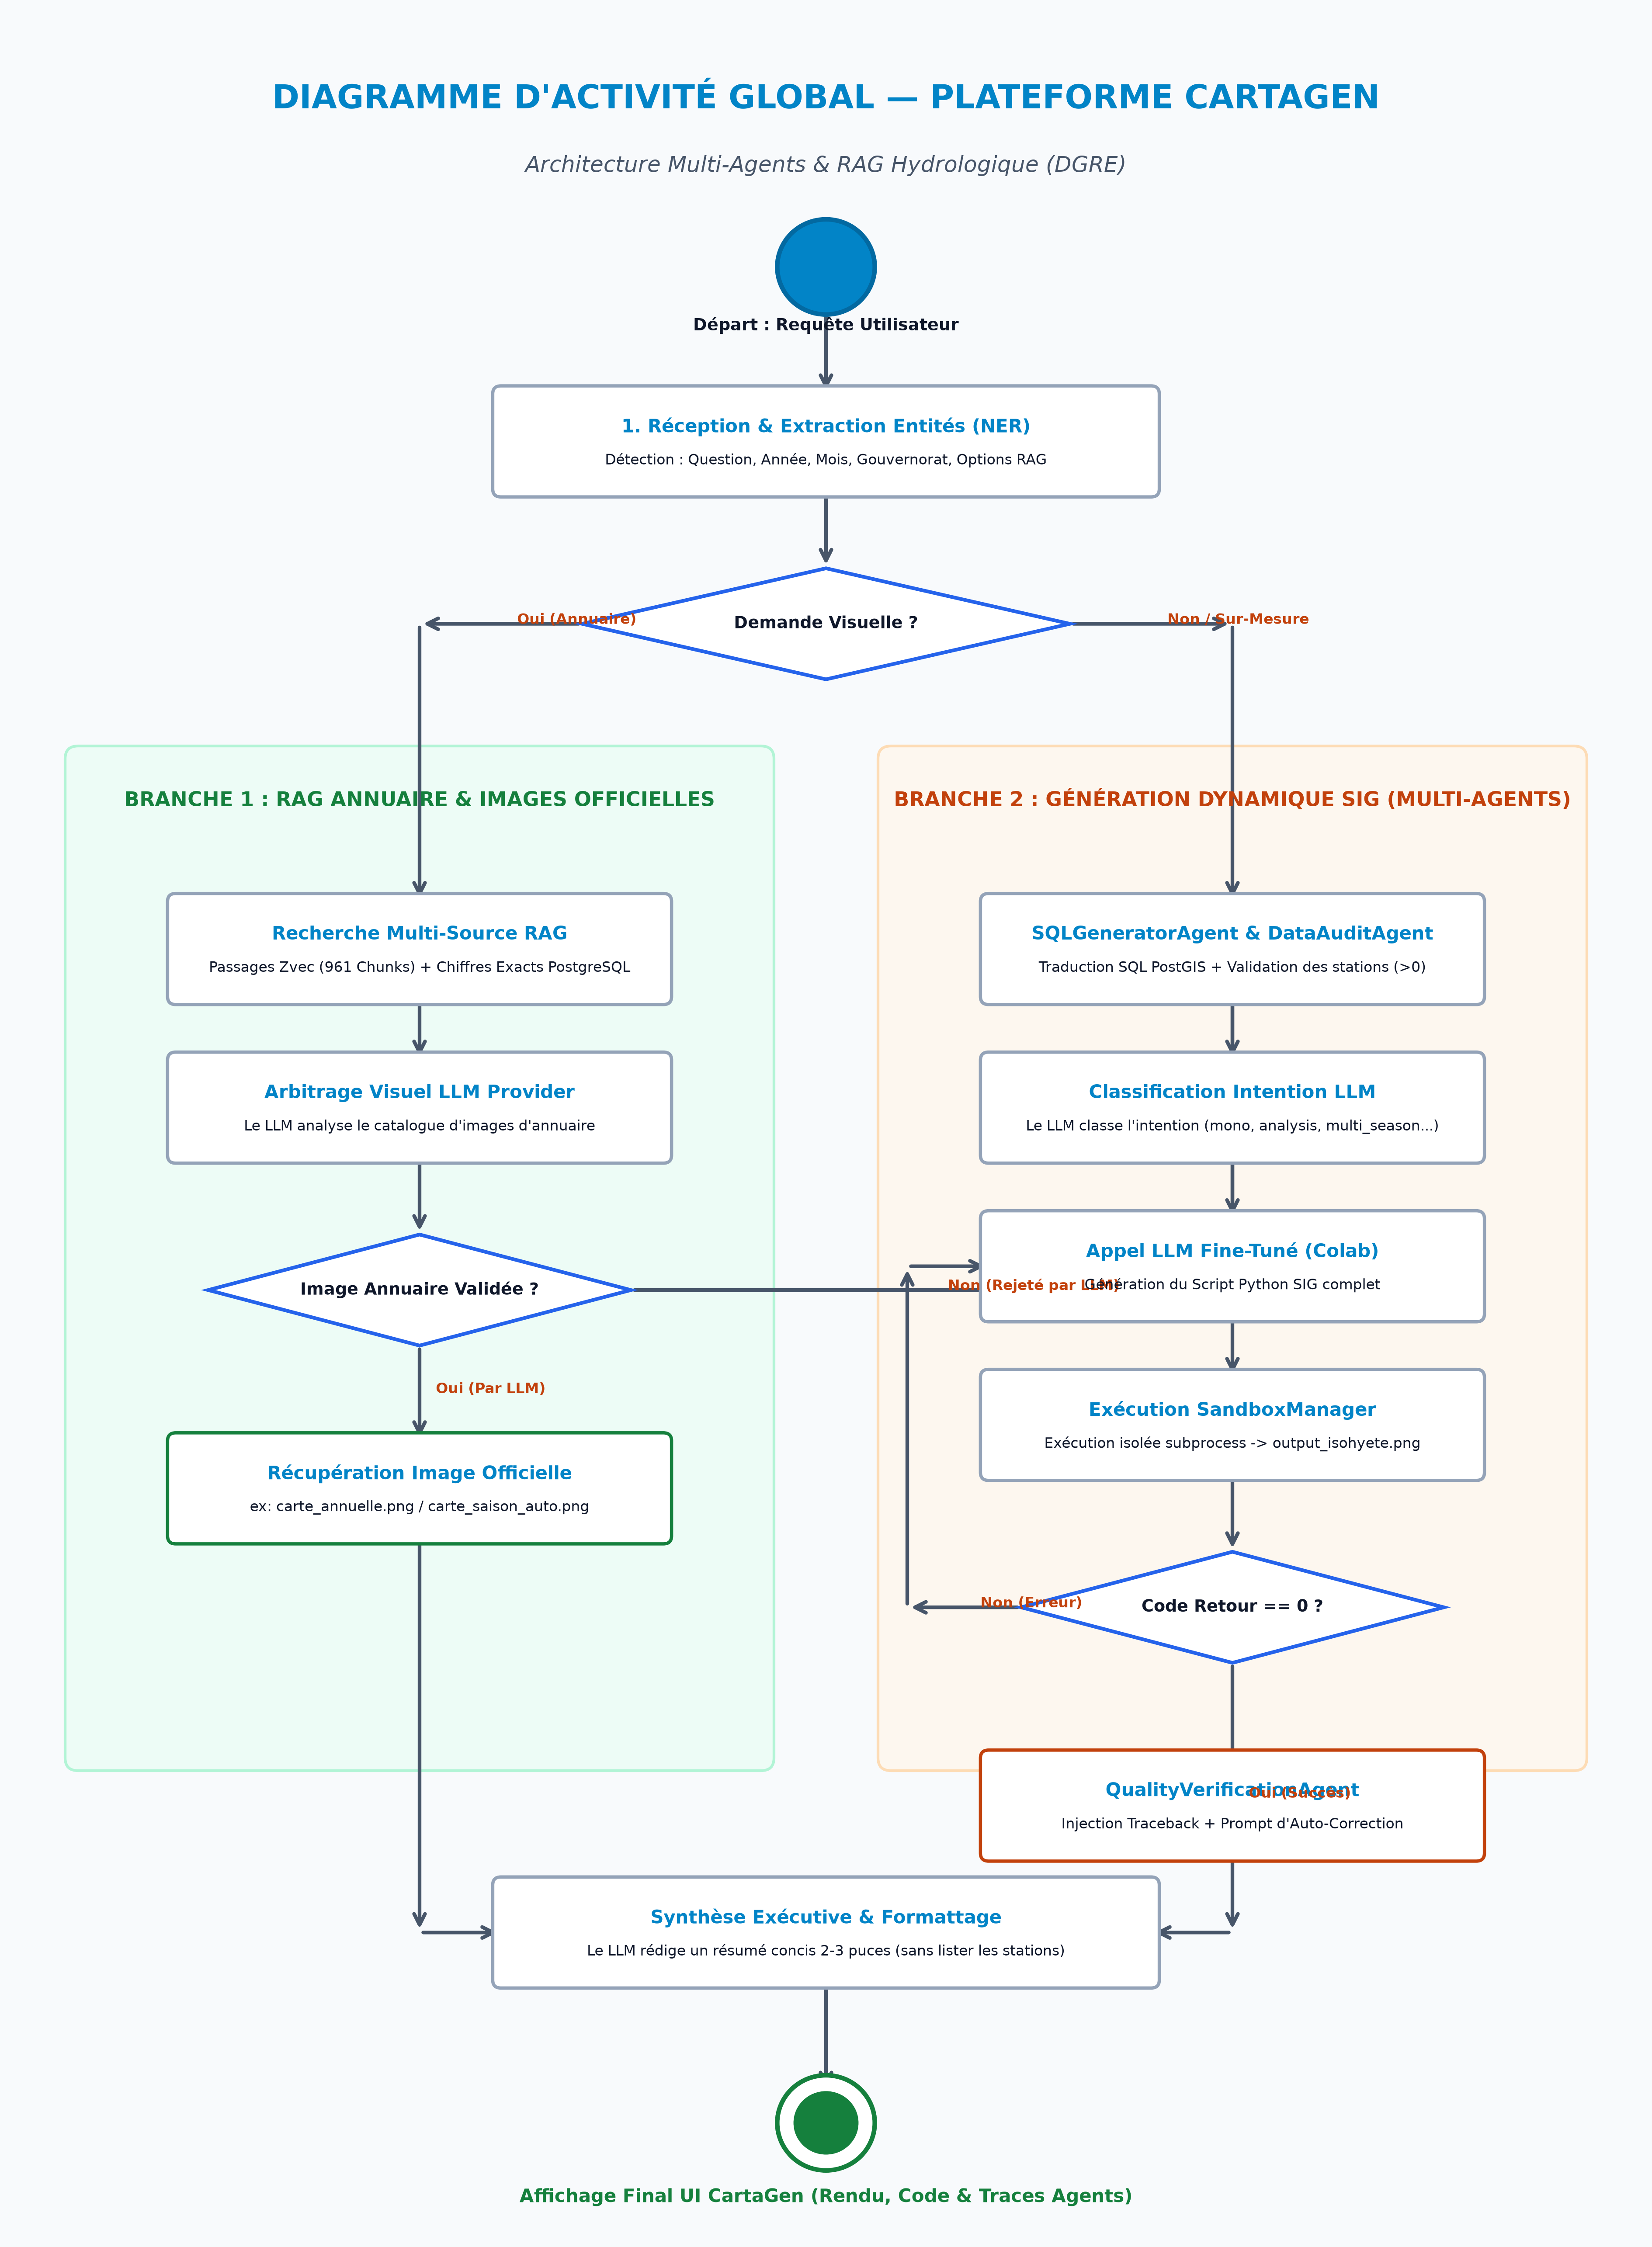 DIAGRAMME D'ACTIVITÉ GLOBAL — PLATEFORME CARTAGEN
Architecture Multi-Agents & RAG Hydrologique (DGRE)
Départ : Requête Utilisateur
1. Réception & Extraction Entités (NER)
Détection : Question, Année, Mois, Gouvernorat, Options RAG
Demande Visuelle ?
Oui (Annuaire)
Non / Sur-Mesure
BRANCHE 1 : RAG ANNUAIRE & IMAGES OFFICIELLES
Recherche Multi-Source RAG
Passages Zvec (961 Chunks) + Chiffres Exacts PostgreSQL
Arbitrage Visuel LLM Provider
Le LLM analyse le catalogue d'images d'annuaire
Image Annuaire Validée ?
Non (Rejeté par LLM)
Oui (Par LLM)
Récupération Image Officielle
ex: carte_annuelle.png / carte_saison_auto.png
BRANCHE 2 : GÉNÉRATION DYNAMIQUE SIG (MULTI-AGENTS)
SQLGeneratorAgent & DataAuditAgent
Traduction SQL PostGIS + Validation des stations (>0)
Classification Intention LLM
Le LLM classe l'intention (mono, analysis, multi_season...)
Appel LLM Fine-Tuné (Colab)
Génération du Script Python SIG complet
Exécution SandboxManager
Exécution isolée subprocess -> output_isohyete.png
Code Retour == 0 ?
Non (Erreur)
Oui (Succès)
QualityVerificationAgent
Injection Traceback + Prompt d'Auto-Correction
Synthèse Exécutive & Formattage
Le LLM rédige un résumé concis 2-3 puces (sans lister les stations)
Affichage Final UI CartaGen (Rendu, Code & Traces Agents)